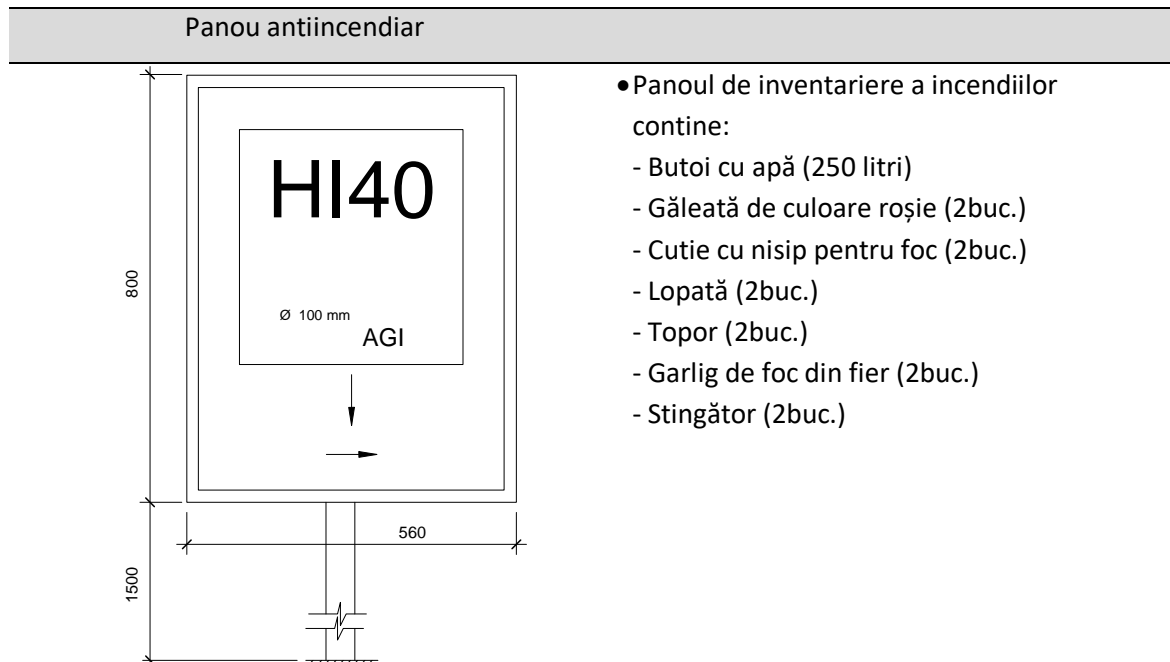 Panou antiincendiar
HI40
Ø 100 mm
AGI
800
560
1500
•Panoul de inventariere a incendiilor
contine:
- Butoi cu apă (250 litri)
- Găleată de culoare roșie (2buc.)
- Cutie cu nisip pentru foc (2buc.)
- Lopată (2buc.)
- Topor (2buc.)
- Garlig de foc din fier (2buc.)
- Stingător (2buc.)